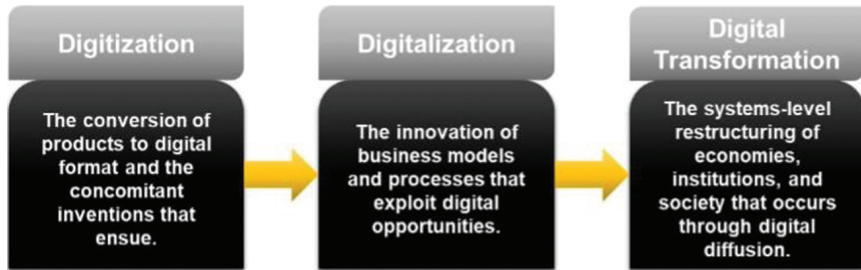 Digitization
The conversion of
products to digital
format and the
concomitant
inventions that
ensue.
Digitalization
The innovation of
business models
and processes that
exploit digital
opportunities.
Digital
Transformation
The systems-level
restructuring of
economies,
institutions, and
society that occurs
through digital
diffusion.